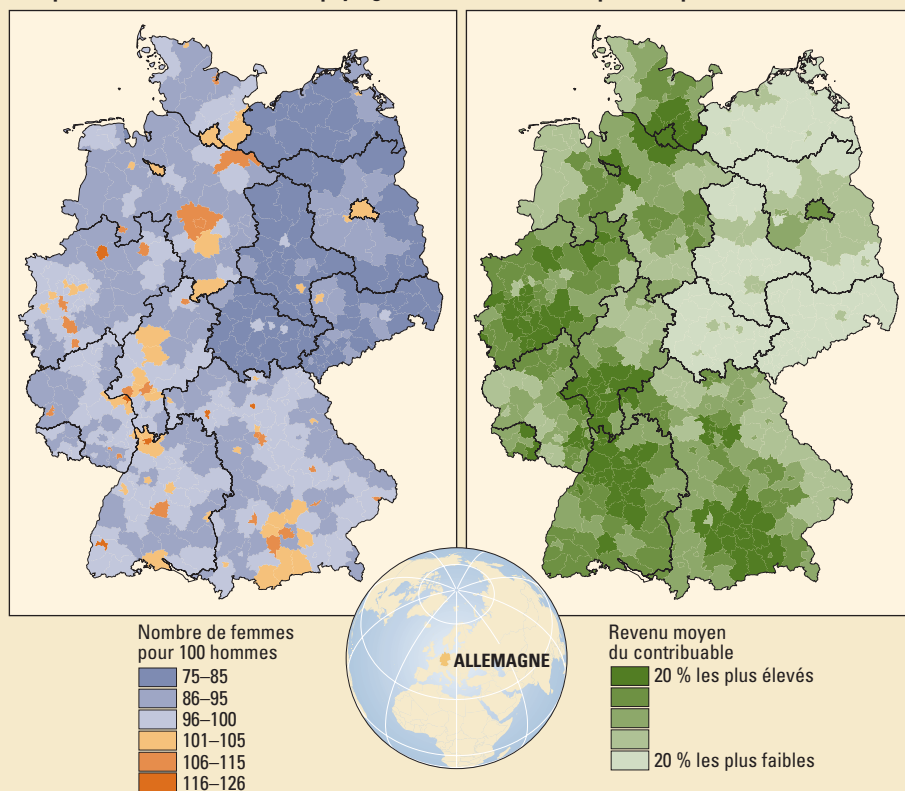 Nombre de femmes
pour 100 hommes
75–85
86–95
96–100
101–105
106–115
116–126
ALLEMAGNE
Revenu moyen
du contribuable
20 % les plus élevés
20 % les plus faibles